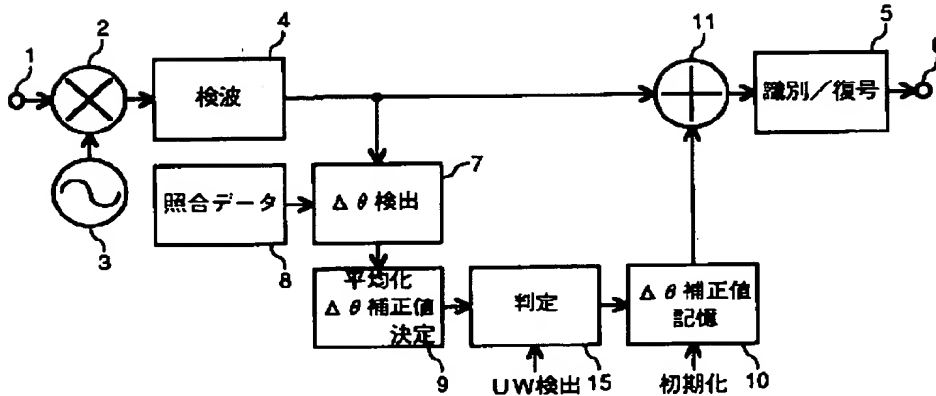 4
5
2
11
1
検波
識別/復号
7
照合データ
Δθ検出
3
8
平均化
Δθ補正値
決定
判定
Δθ補正値
記憶
9
UW検出
15
初期化
10